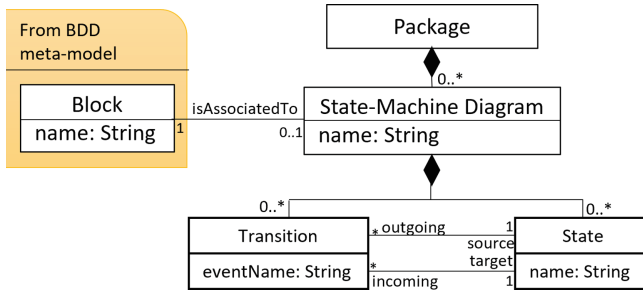 From BDD
meta-model
Package
0..*
Block
name: String
1
isAssociatedTo
0..1
State-Machine Diagram
name: String
0..*
0..*
Transition
eventName: String
* outgoing
1
source
target
*
incoming
1
State
name: String